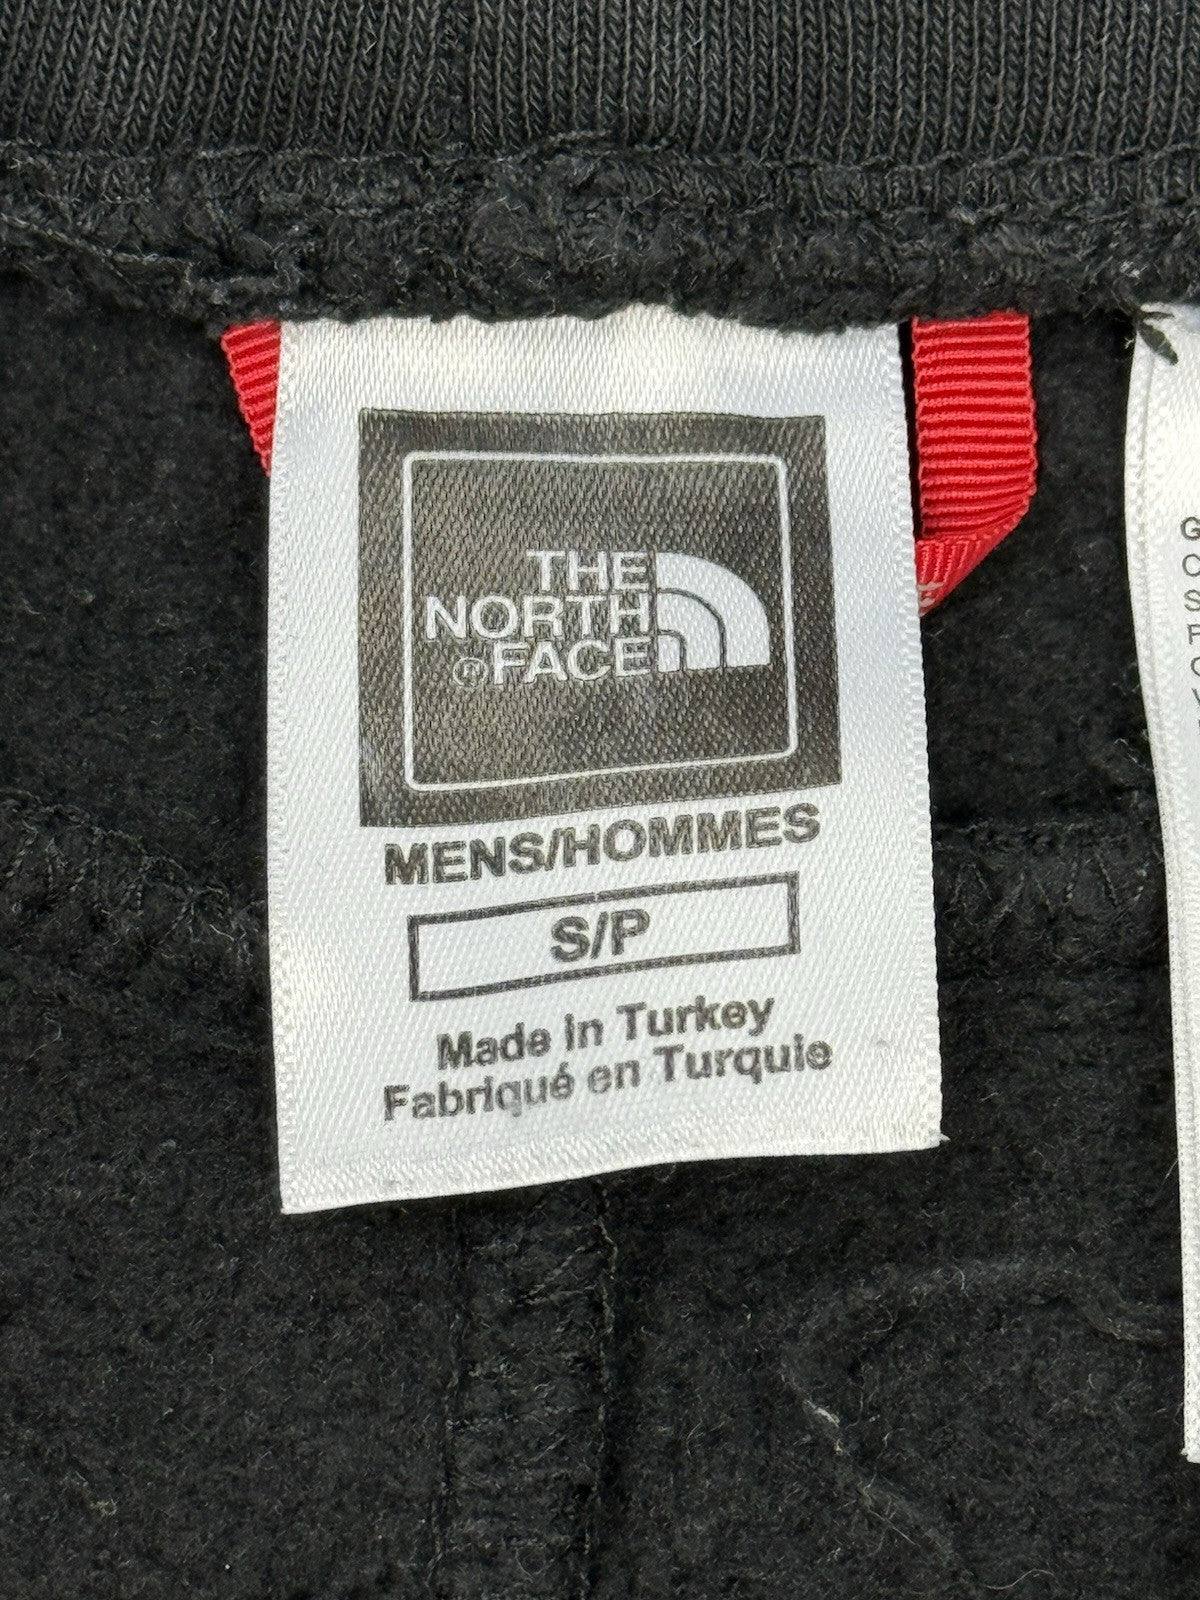 THE
NORTH
®FACE
MENS/HOMMES
S/P
Made in Turkey
Fabriqué en Turquie